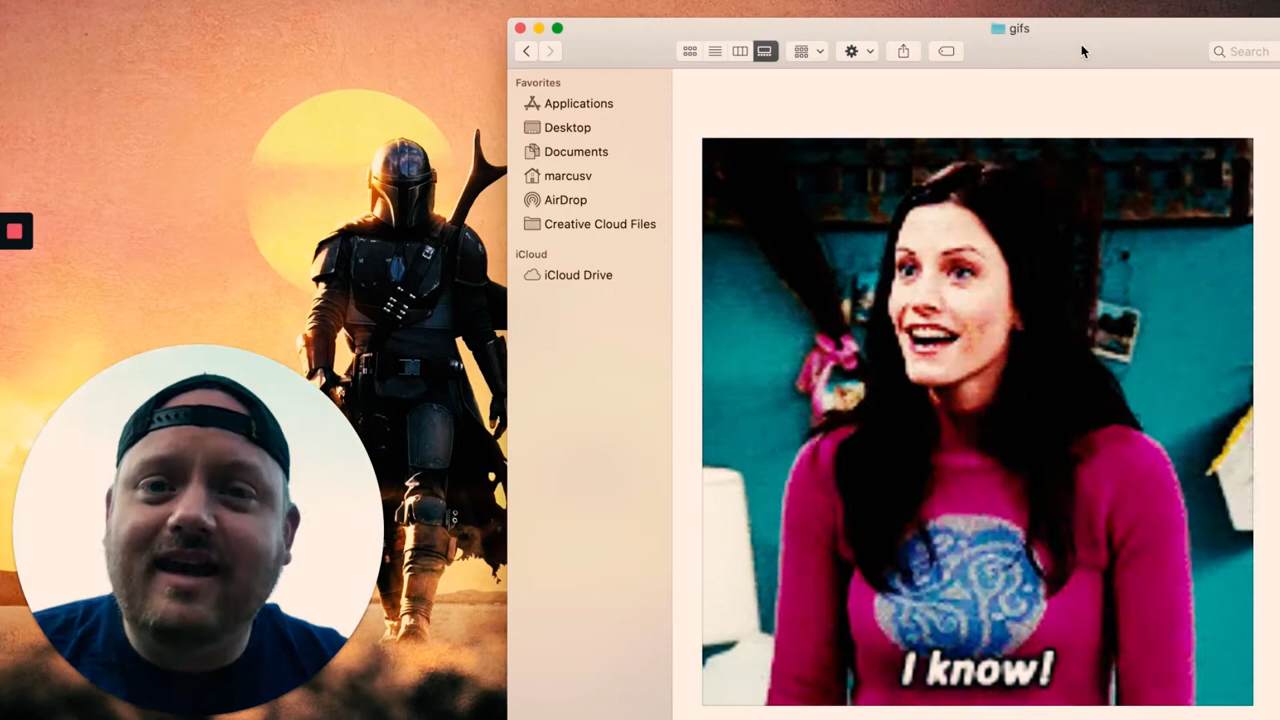 gifs
Search
Favorites
Applications
Desktop
Documents
marcusv
AirDrop
Creative Cloud Files
iCloud
iCloud Drive
I know!